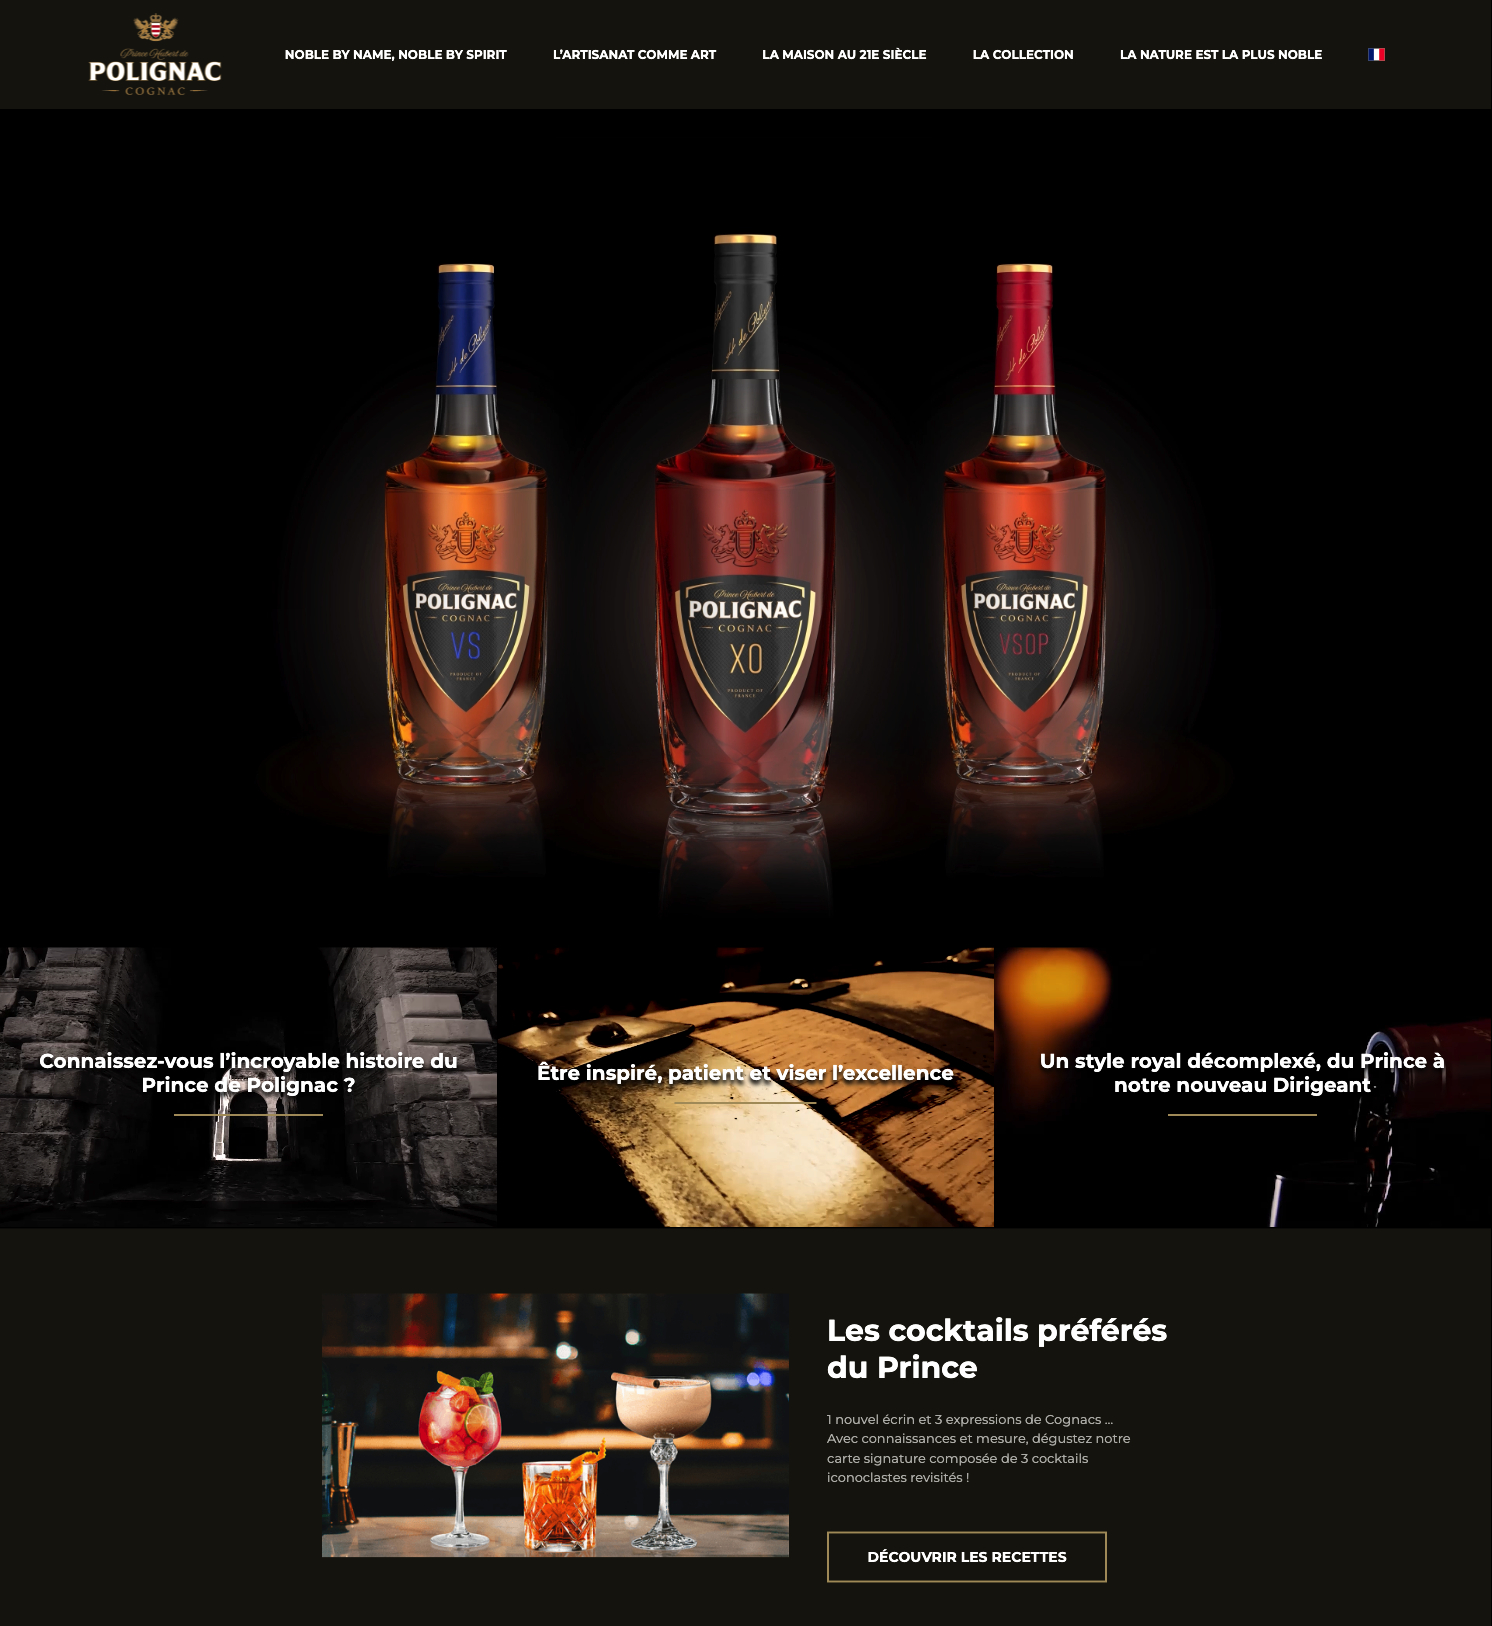 Prince Hubert de
POLIGNAC
COGNAC
NOBLE BY NAME, NOBLE BY SPIRIT
L'ARTISANAT COMME ART
LA MAISON AU 21E SIÈCLE
LA COLLECTION
LA NATURE EST LA PLUS NOBLE
H de Polignac
Prince Hubert de
POLIGNAC
COGNAC
VS
PRODUCT OF
FRANCE
Prince Hubert de
POLIGNAC
COGNAC
XO
PRODUCT OF
FRANCE
Prince Hubert de
POLIGNAC
COGNAC
VSOP
PRODUCT OF
FRANCE
Connaissez-vous l'incroyable histoire du
Prince de Polignac ?
Être inspiré, patient et viser l'excellence
Un style royal décomplexé, du Prince à
notre nouveau Dirigeant
Les cocktails préférés
du Prince
1 nouvel écrin et 3 expressions de Cognacs ...
Avec connaissances et mesure, dégustez notre
carte signature composée de 3 cocktails
iconoclastes revisités !
DÉCOUVRIR LES RECETTES